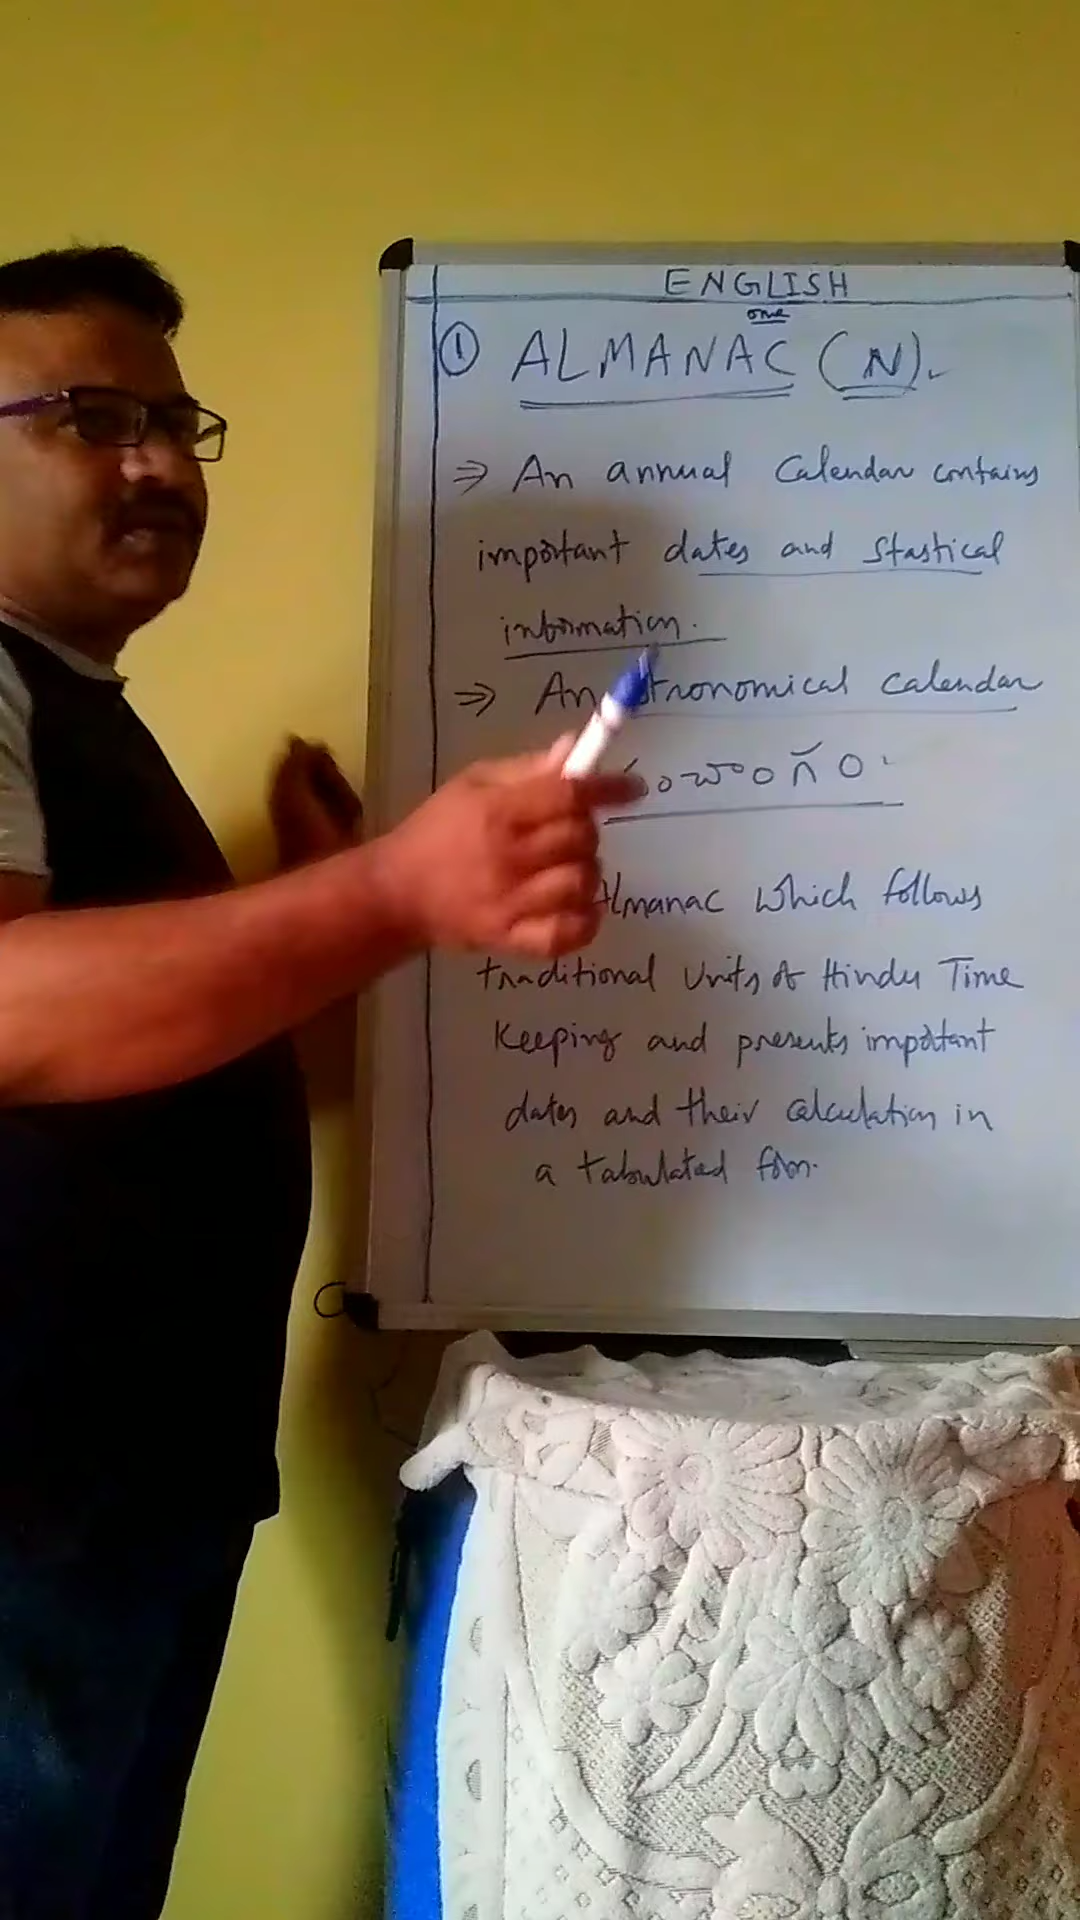 ENGLISH
one
① ALMANAC (N).
⇒ An annual Calendar contains
important dates and stastical
information.
⇒ An stronomical calendar
చాంగం.
Almanac which follows
traditional units of Hindu Time
keeping and presents important
dates and their calculation in
a tabulated form.